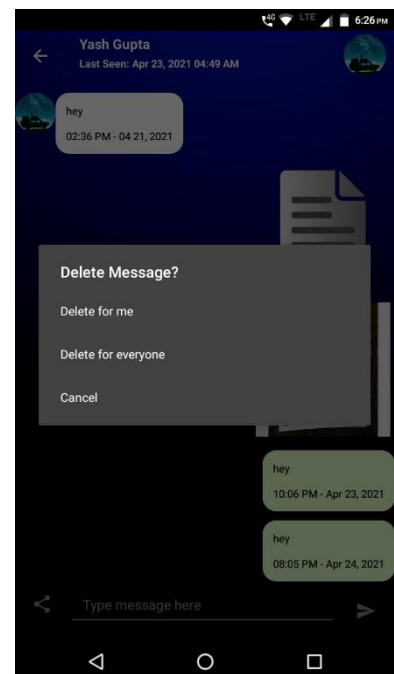 4G LTE 6:26 PM
Yash Gupta
Last Seen: Apr 23, 2021 04:49 AM
hey
02:36 PM - 04 21, 2021
Delete Message?
Delete for me
Delete for everyone
Cancel
hey
10:06 PM - Apr 23, 2021
hey
08:05 PM - Apr 24, 2021
Type message here